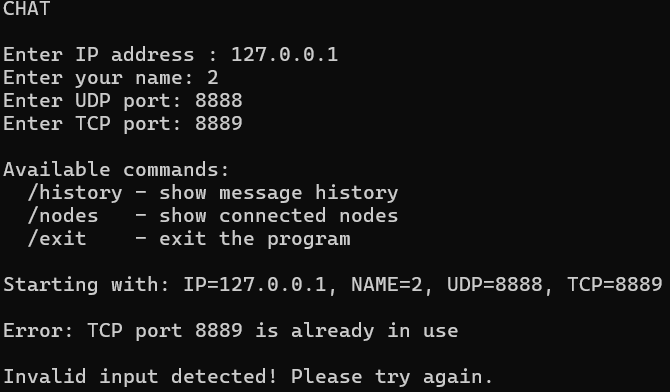 CHAT
Enter IP address : 127.0.0.1
Enter your name: 2
Enter UDP port: 8888
Enter TCP port: 8889
Available commands:
/history - show message history
/nodes   - show connected nodes
/exit    - exit the program
Starting with: IP=127.0.0.1, NAME=2, UDP=8888, TCP=8889
Error: TCP port 8889 is already in use
Invalid input detected! Please try again.